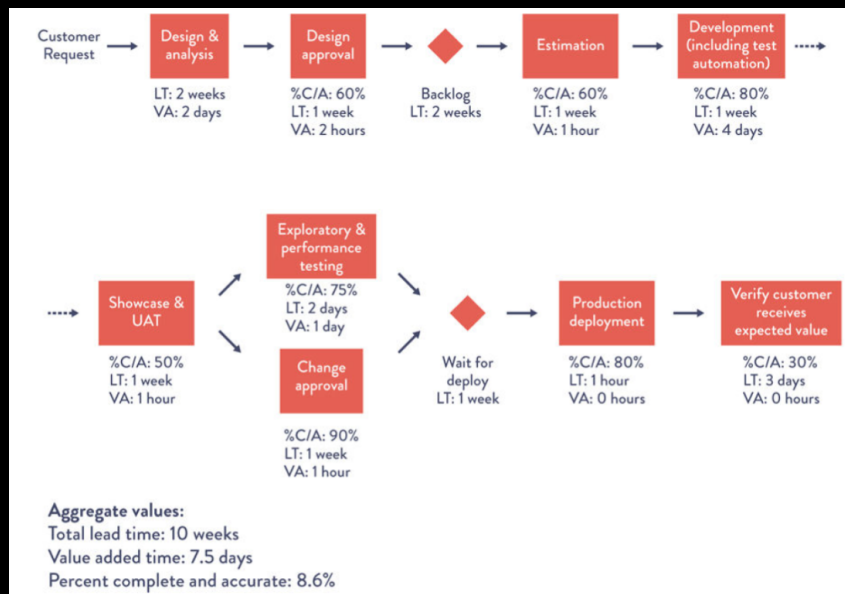 Customer
Request
Design &
analysis
LT: 2 weeks
VA: 2 days
Design
approval
%C/A: 60%
LT: 1 week
VA: 2 hours
Backlog
LT: 2 weeks
Estimation
%C/A: 60%
LT: 1 week
VA: 1 hour
Development
(including test
automation)
%C/A: 80%
LT: 1 week
VA: 4 days
Showcase &
UAT
%C/A: 50%
LT: 1 week
VA: 1 hour
Exploratory &
performance
testing
%C/A: 75%
LT: 2 days
VA: 1 day
Change
approval
%C/A: 90%
LT: 1 week
VA: 1 hour
Wait for
deploy
LT: 1 week
Production
deployment
%C/A: 80%
LT: 1 hour
VA: 0 hours
Verify customer
receives
expected value
%C/A: 30%
LT: 3 days
VA: 0 hours
Aggregate values:
Total lead time: 10 weeks
Value added time: 7.5 days
Percent complete and accurate: 8.6%